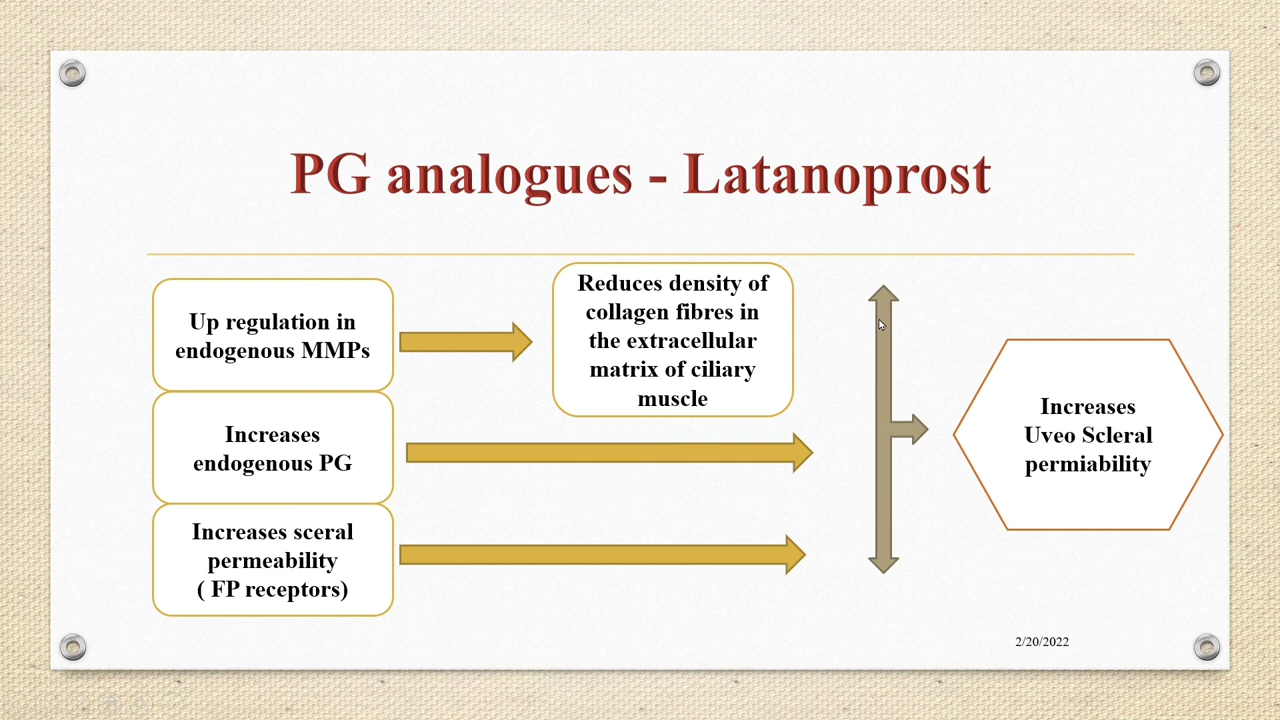 PG analogues - Latanoprost
Up regulation in
endogenous MMPs
Reduces density of
collagen fibres in
the extracellular
matrix of ciliary
muscle
Increases
endogenous PG
Increases sceral
permeability
( FP receptors)
Increases
Uveo Scleral
permiability
2/20/2022